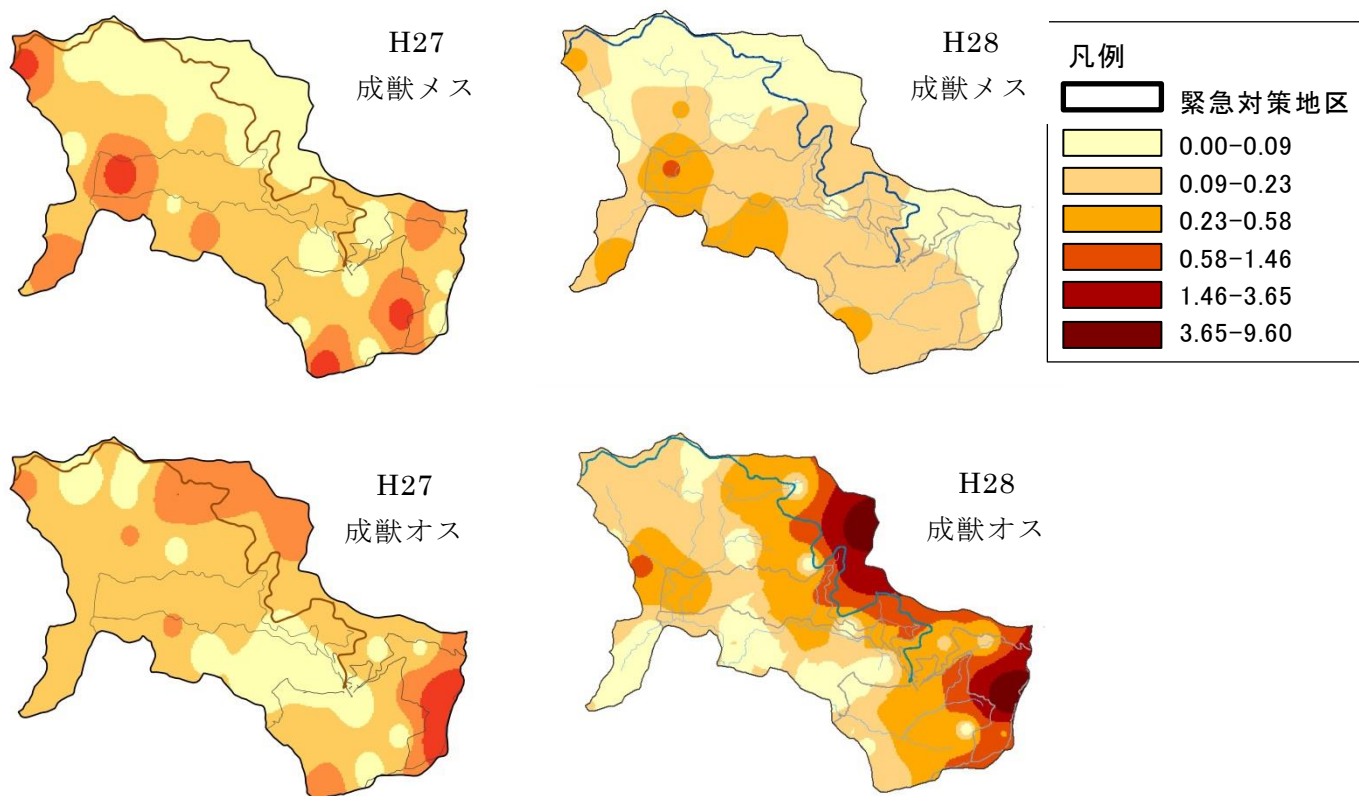 H27
成獣メス
H28
成獣メス
凡例
緊急対策地区
0.00-0.09
0.09-0.23
0.23-0.58
0.58-1.46
1.46-3.65
3.65-9.60
H27
成獣オス
H28
成獣オス